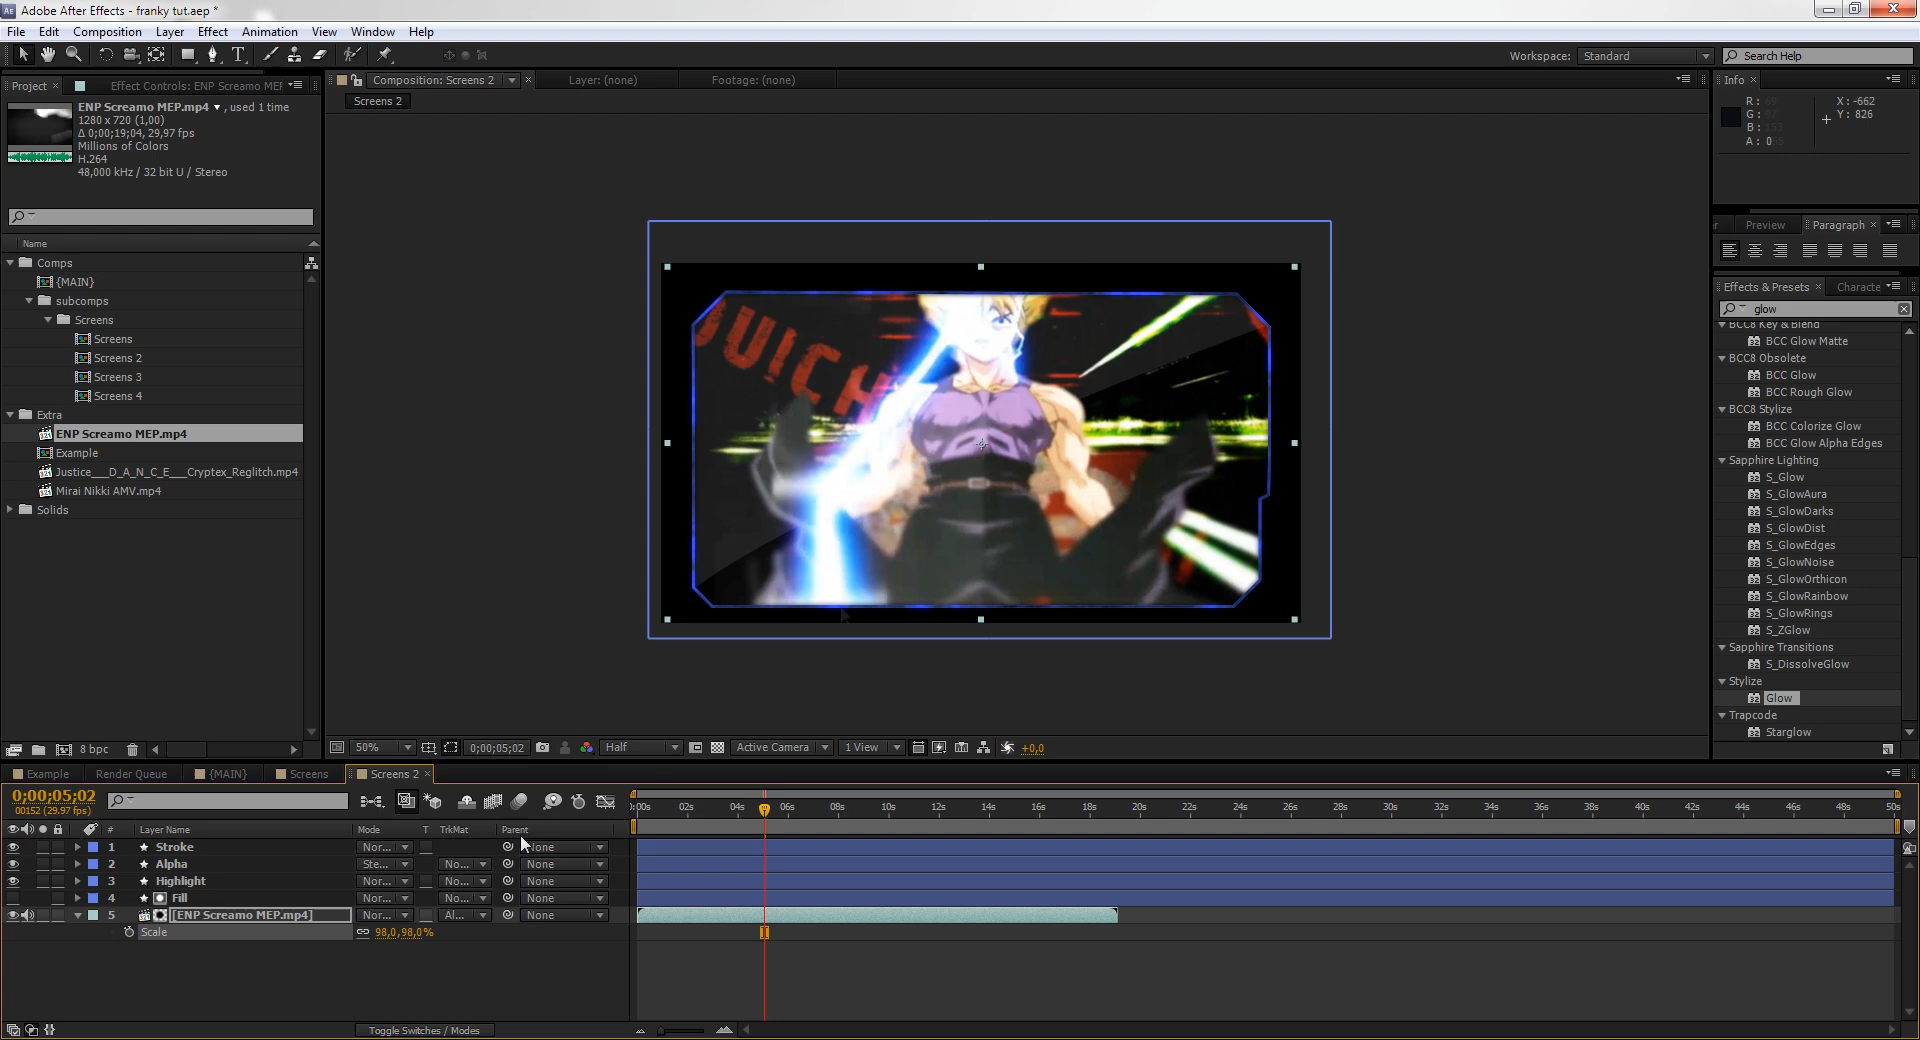 Adobe After Effects - franky tut.aep *
File Edit Composition Layer Effect Animation View Window Help
Workspace: Standard Search Help
Project × Effect Controls: ENP Screamo MEP
Composition: Screens 2 × Layer: (none) Footage: (none)
Info ×
ENP Screamo MEP.mp4 ▼ , used 1 time
1280 x 720 (1,00)
Δ 0;00;19;04, 29,97 fps
Millions of Colors
H.264
48,000 kHz / 32 bit U / Stereo
Screens 2
R:
G:
B:
A: 0
X: -662
Y: 826
Name
Comps
{MAIN}
subcomps
Screens
Screens
Screens 2
Screens 3
Screens 4
Extra
ENP Screamo MEP.mp4
Example
Justice___D_A_N_C_E___Cryptex_Reglitch.mp4
Mirai Nikki AMV.mp4
Solids
8 bpc
OUICH
50% 0;00;05;02 Half Active Camera 1 View +0,0
Preview Paragraph ×
Effects & Presets × Characte
glow
BCC8 Key & Blend
BCC Glow Matte
BCC8 Obsolete
BCC Glow
BCC Rough Glow
BCC8 Stylize
BCC Colorize Glow
BCC Glow Alpha Edges
Sapphire Lighting
S_Glow
S_GlowAura
S_GlowDarks
S_GlowDist
S_GlowEdges
S_GlowNoise
S_GlowOrthicon
S_GlowRainbow
S_GlowRings
S_ZGlow
Sapphire Transitions
S_DissolveGlow
Stylize
Glow
Trapcode
Starglow
Example Render Queue {MAIN} Screens Screens 2 ×
0;00;05;02
00152 (29.97 fps)
:00s 02s 04s 06s 08s 10s 12s 14s 16s 18s 20s 22s 24s 26s 28s 30s 32s 34s 36s 38s 40s 42s 44s 46s 48s 50s
# Layer Name Mode T TrkMat Parent
1 Stroke Nor... None
2 Alpha Ste... No... None
3 Highlight Nor... No... None
4 Fill Nor... No... None
5 [ENP Screamo MEP.mp4] Nor... Al... None
Scale 98,0,98,0%
Toggle Switches / Modes